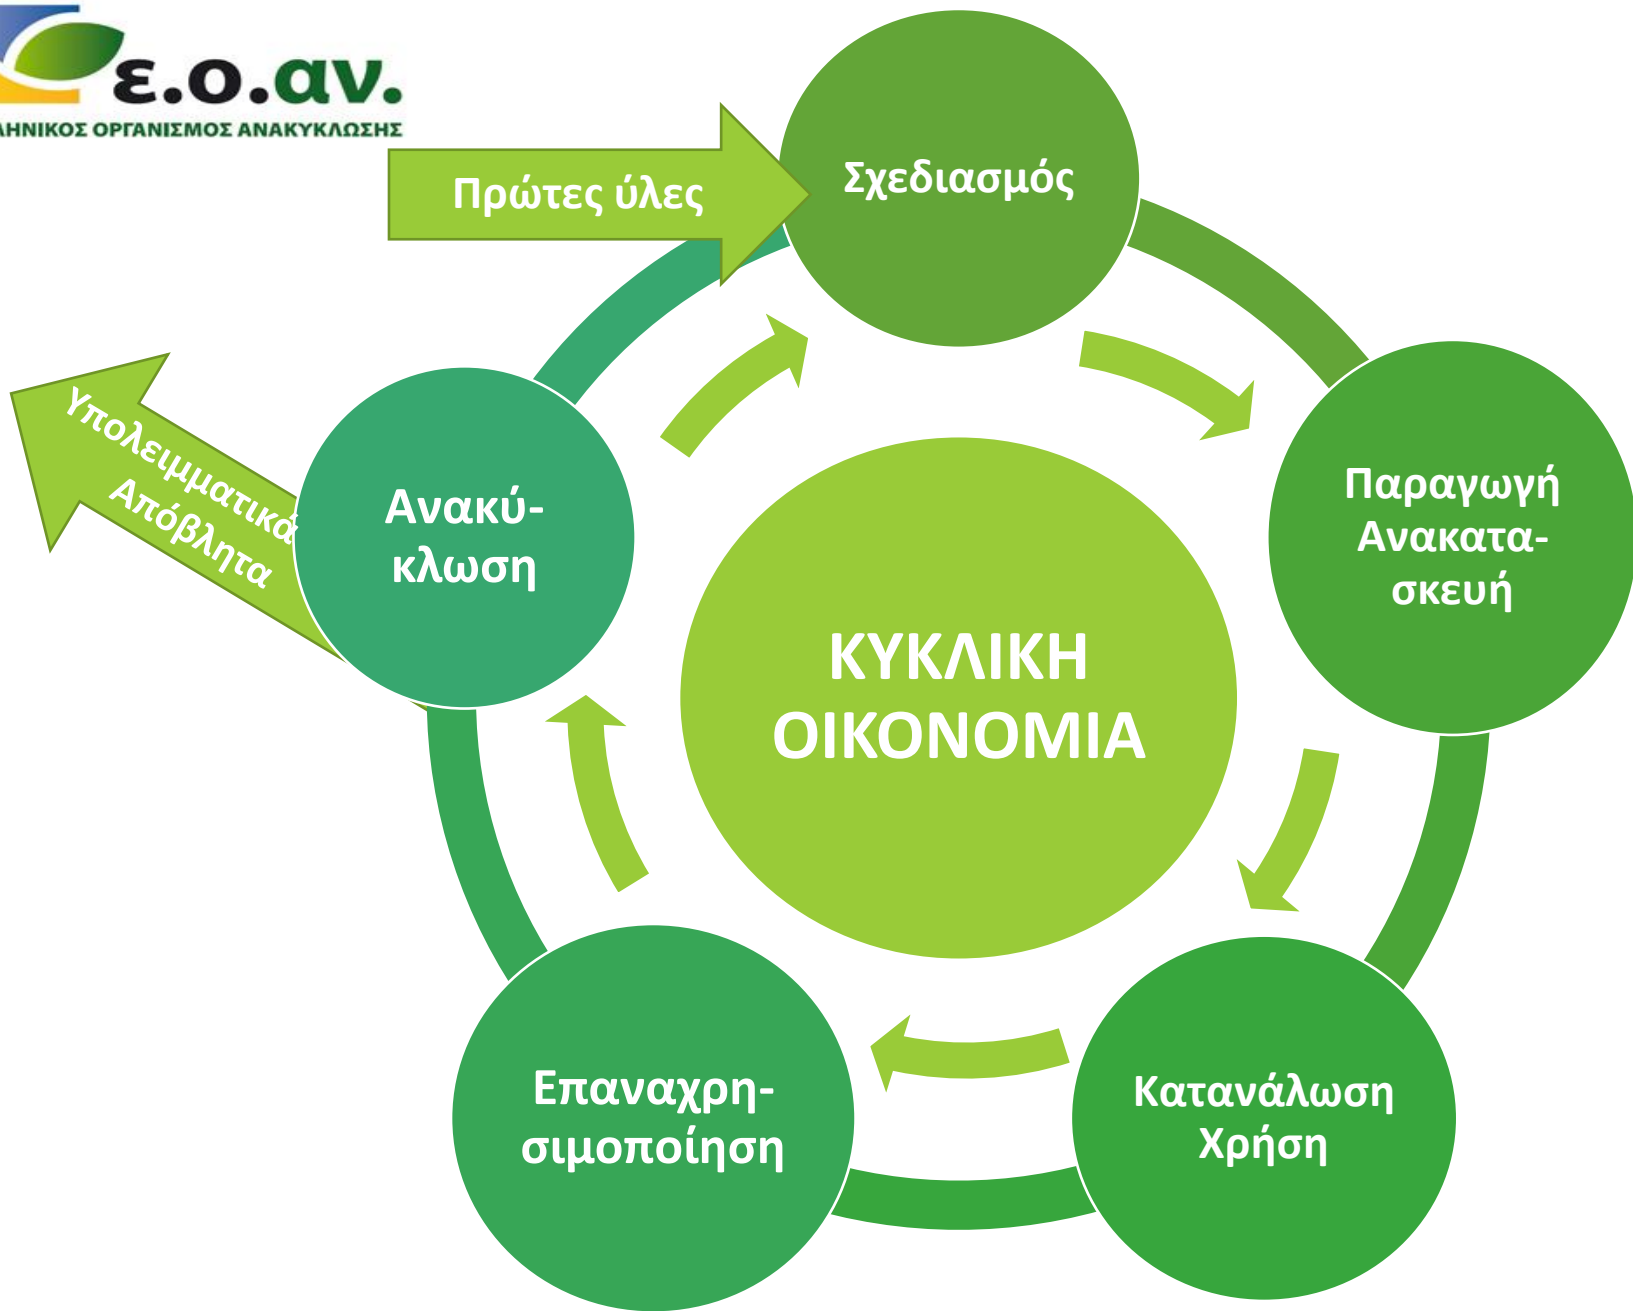 ε.ο.αν.
ΛΗΝΙΚΟΣ ΟΡΓΑΝΙΣΜΟΣ ΑΝΑΚΥΚΛΩΣΗΣ
Πρώτες ύλες
Σχεδιασμός
Παραγωγή
Ανακατα-
σκευή
Κατανάλωση
Χρήση
Επαναχρη-
σιμοποίηση
Ανακύ-
κλωση
Υπολειμματικά
Απόβλητα
ΚΥΚΛΙΚΗ
ΟΙΚΟΝΟΜΙΑ